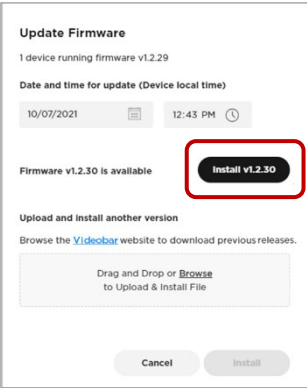 Update Firmware
1 device running firmware v1.2.29
Date and time for update (Device local time)
10/07/2021 12:43 PM
Firmware v1.2.30 is available Install v1.2.30
Upload and install another version
Browse the Videobar website to download previous releases.
Drag and Drop or Browse
to Upload & Install File
Cancel Install